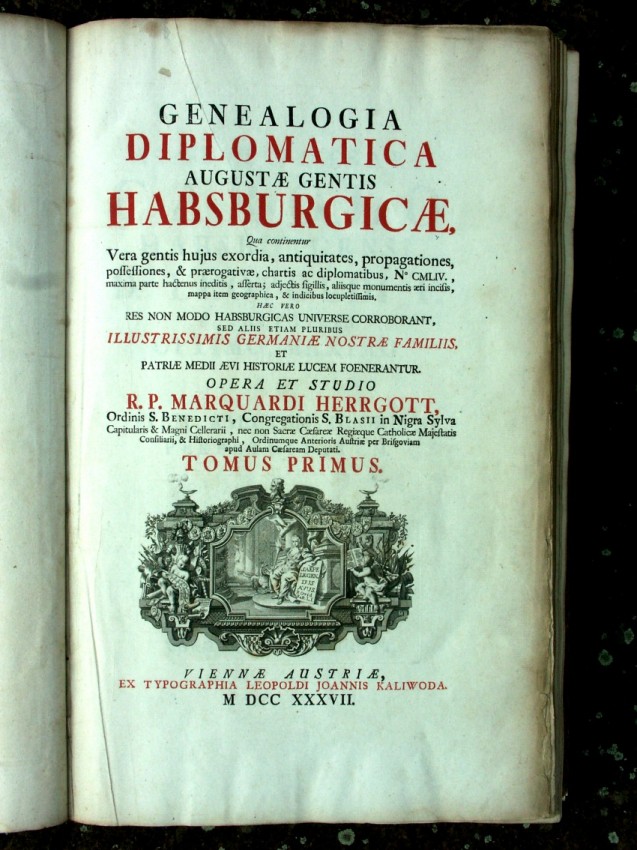 GENEALOGIA
DIPLOMATICA
AUGUSTÆ GENTIS
HABSBURGICÆ,
Qua continentur
Vera gentis hujus exordia, antiquitates, propagationes,
possessiones, & prærogativæ, chartis ac diplomatibus, Nº CMLIV. ,
maxima parte hactenus ineditis , asserta; adjectis sigillis, aliisque monumentis æri incisis,
mappa item geographica , & indicibus locupletissimis,
HÆC VERO
RES NON MODO HABSBURGICAS UNIVERSE CORROBORANT,
SED ALIIS ETIAM PLURIBUS
ILLUSTRISSIMIS GERMANIÆ NOSTRÆ FAMILIIS,
ET
PATRIÆ MEDII ÆVI HISTORIÆ LUCEM FOENERANTUR.
OPERA ET STUDIO
R. P. MARQUARDI HERRGOTT,
Ordinis S. BENEDICTI, Congregationis S. BLASII in Nigra Sylva
Capitularis & Magni Cellerarii , nec non Sacræ Cæsareæ Regiæque Catholicæ Majestatis
Consiliarii, & Historiographi , Ordinumque Anterioris Austriæ per Brisgoviam
apud Aulam Cæsaream Deputati.
TOMUS PRIMUS.
VIENNÆ AUSTRIÆ,
EX TYPOGRAPHIA LEOPOLDI JOANNIS KALIWODA.
M DCC XXXVII.